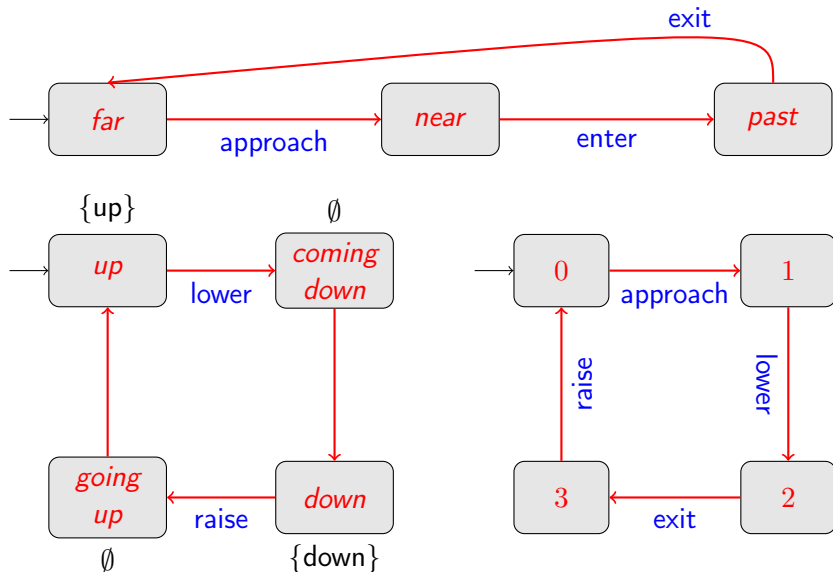 exit
far
near
past
approach
enter
{up}
∅
up
coming
down
lower
0
1
approach
raise
lower
going
up
down
raise
3
2
exit
∅
{down}